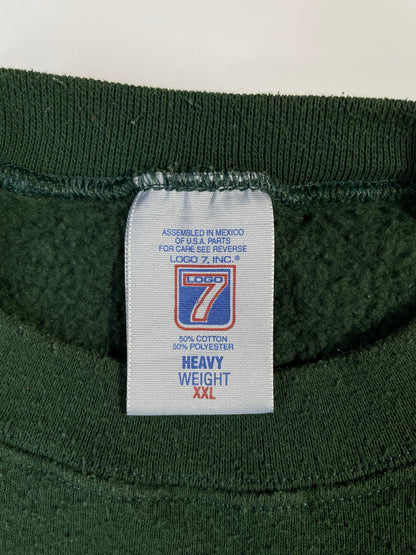 ASSEMBLED IN MEXICO
OF U.S.A. PARTS
FOR CARE SEE REVERSE
LOGO 7, INC.®
LOGO
7
50% COTTON
50% POLYESTER
HEAVY
WEIGHT
XXL